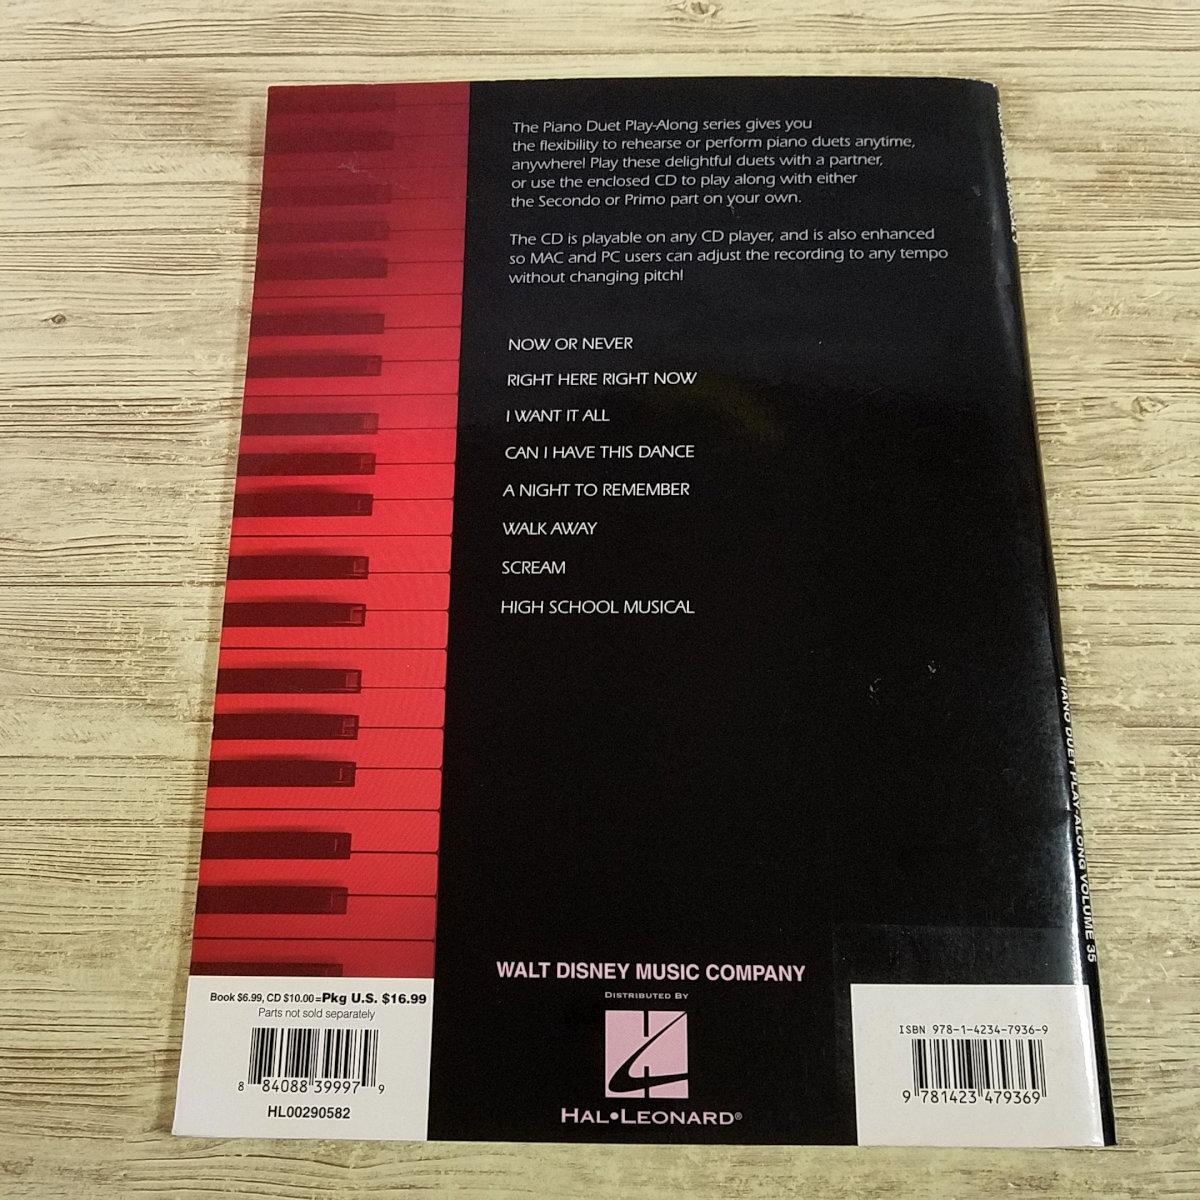 The Piano Duet Play-Along series gives you
the flexibility to rehearse or perform piano duets anytime,
anywhere! Play these delightful duets with a partner,
or use the enclosed CD to play along with either
the Secondo or Primo part on your own.
The CD is playable on any CD player, and is also enhanced
so MAC and PC users can adjust the recording to any tempo
without changing pitch!
NOW OR NEVER
RIGHT HERE RIGHT NOW
I WANT IT ALL
CAN I HAVE THIS DANCE
A NIGHT TO REMEMBER
WALK AWAY
SCREAM
HIGH SCHOOL MUSICAL
WALT DISNEY MUSIC COMPANY
DISTRIBUTED BY
HAL•LEONARD®
Book $6.99, CD $10.00=Pkg U.S. $16.99
Parts not sold separately
8 84088 39997 9
HL00290582
ISBN 978-1-4234-7936-9
9 781423 479369
PIANO DUET PLAY-ALONG VOLUME 35